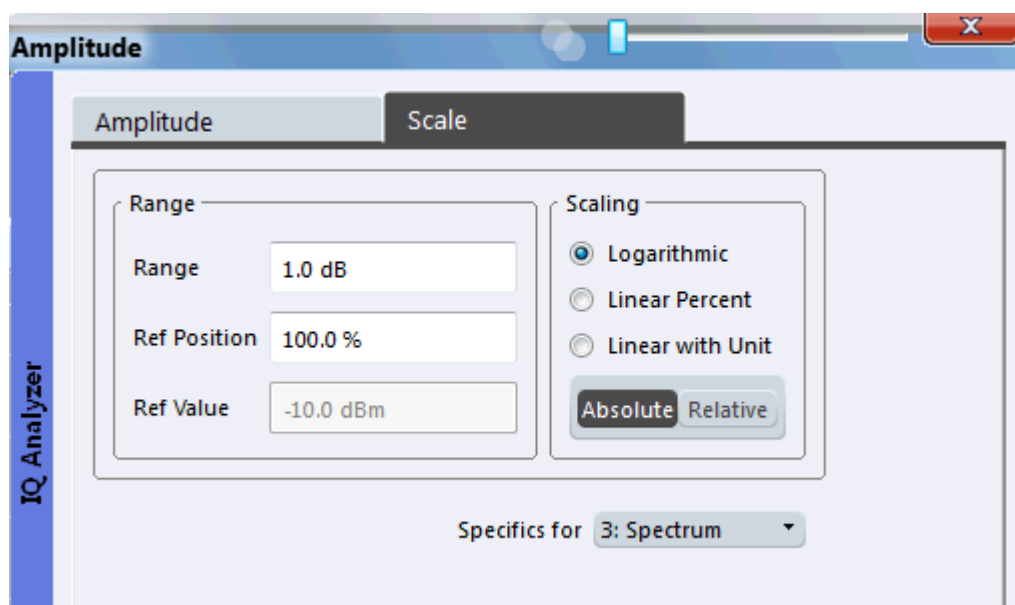 Amplitude
IQ Analyzer
Amplitude
Scale
Range
Range 1.0 dB
Ref Position 100.0 %
Ref Value -10.0 dBm
Scaling
Logarithmic
Linear Percent
Linear with Unit
Absolute Relative
Specifics for 3: Spectrum